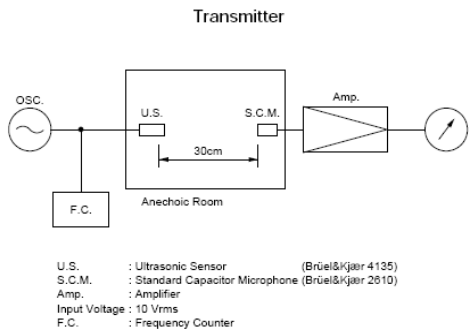 Transmitter
OSC.
U.S.
S.C.M.
Amp.
30cm
F.C.
Anechoic Room
U.S. : Ultrasonic Sensor (Brüel&Kjær 4135)
S.C.M. : Standard Capacitor Microphone (Brüel&Kjær 2610)
Amp. : Amplifier
Input Voltage : 10 Vrms
F.C. : Frequency Counter